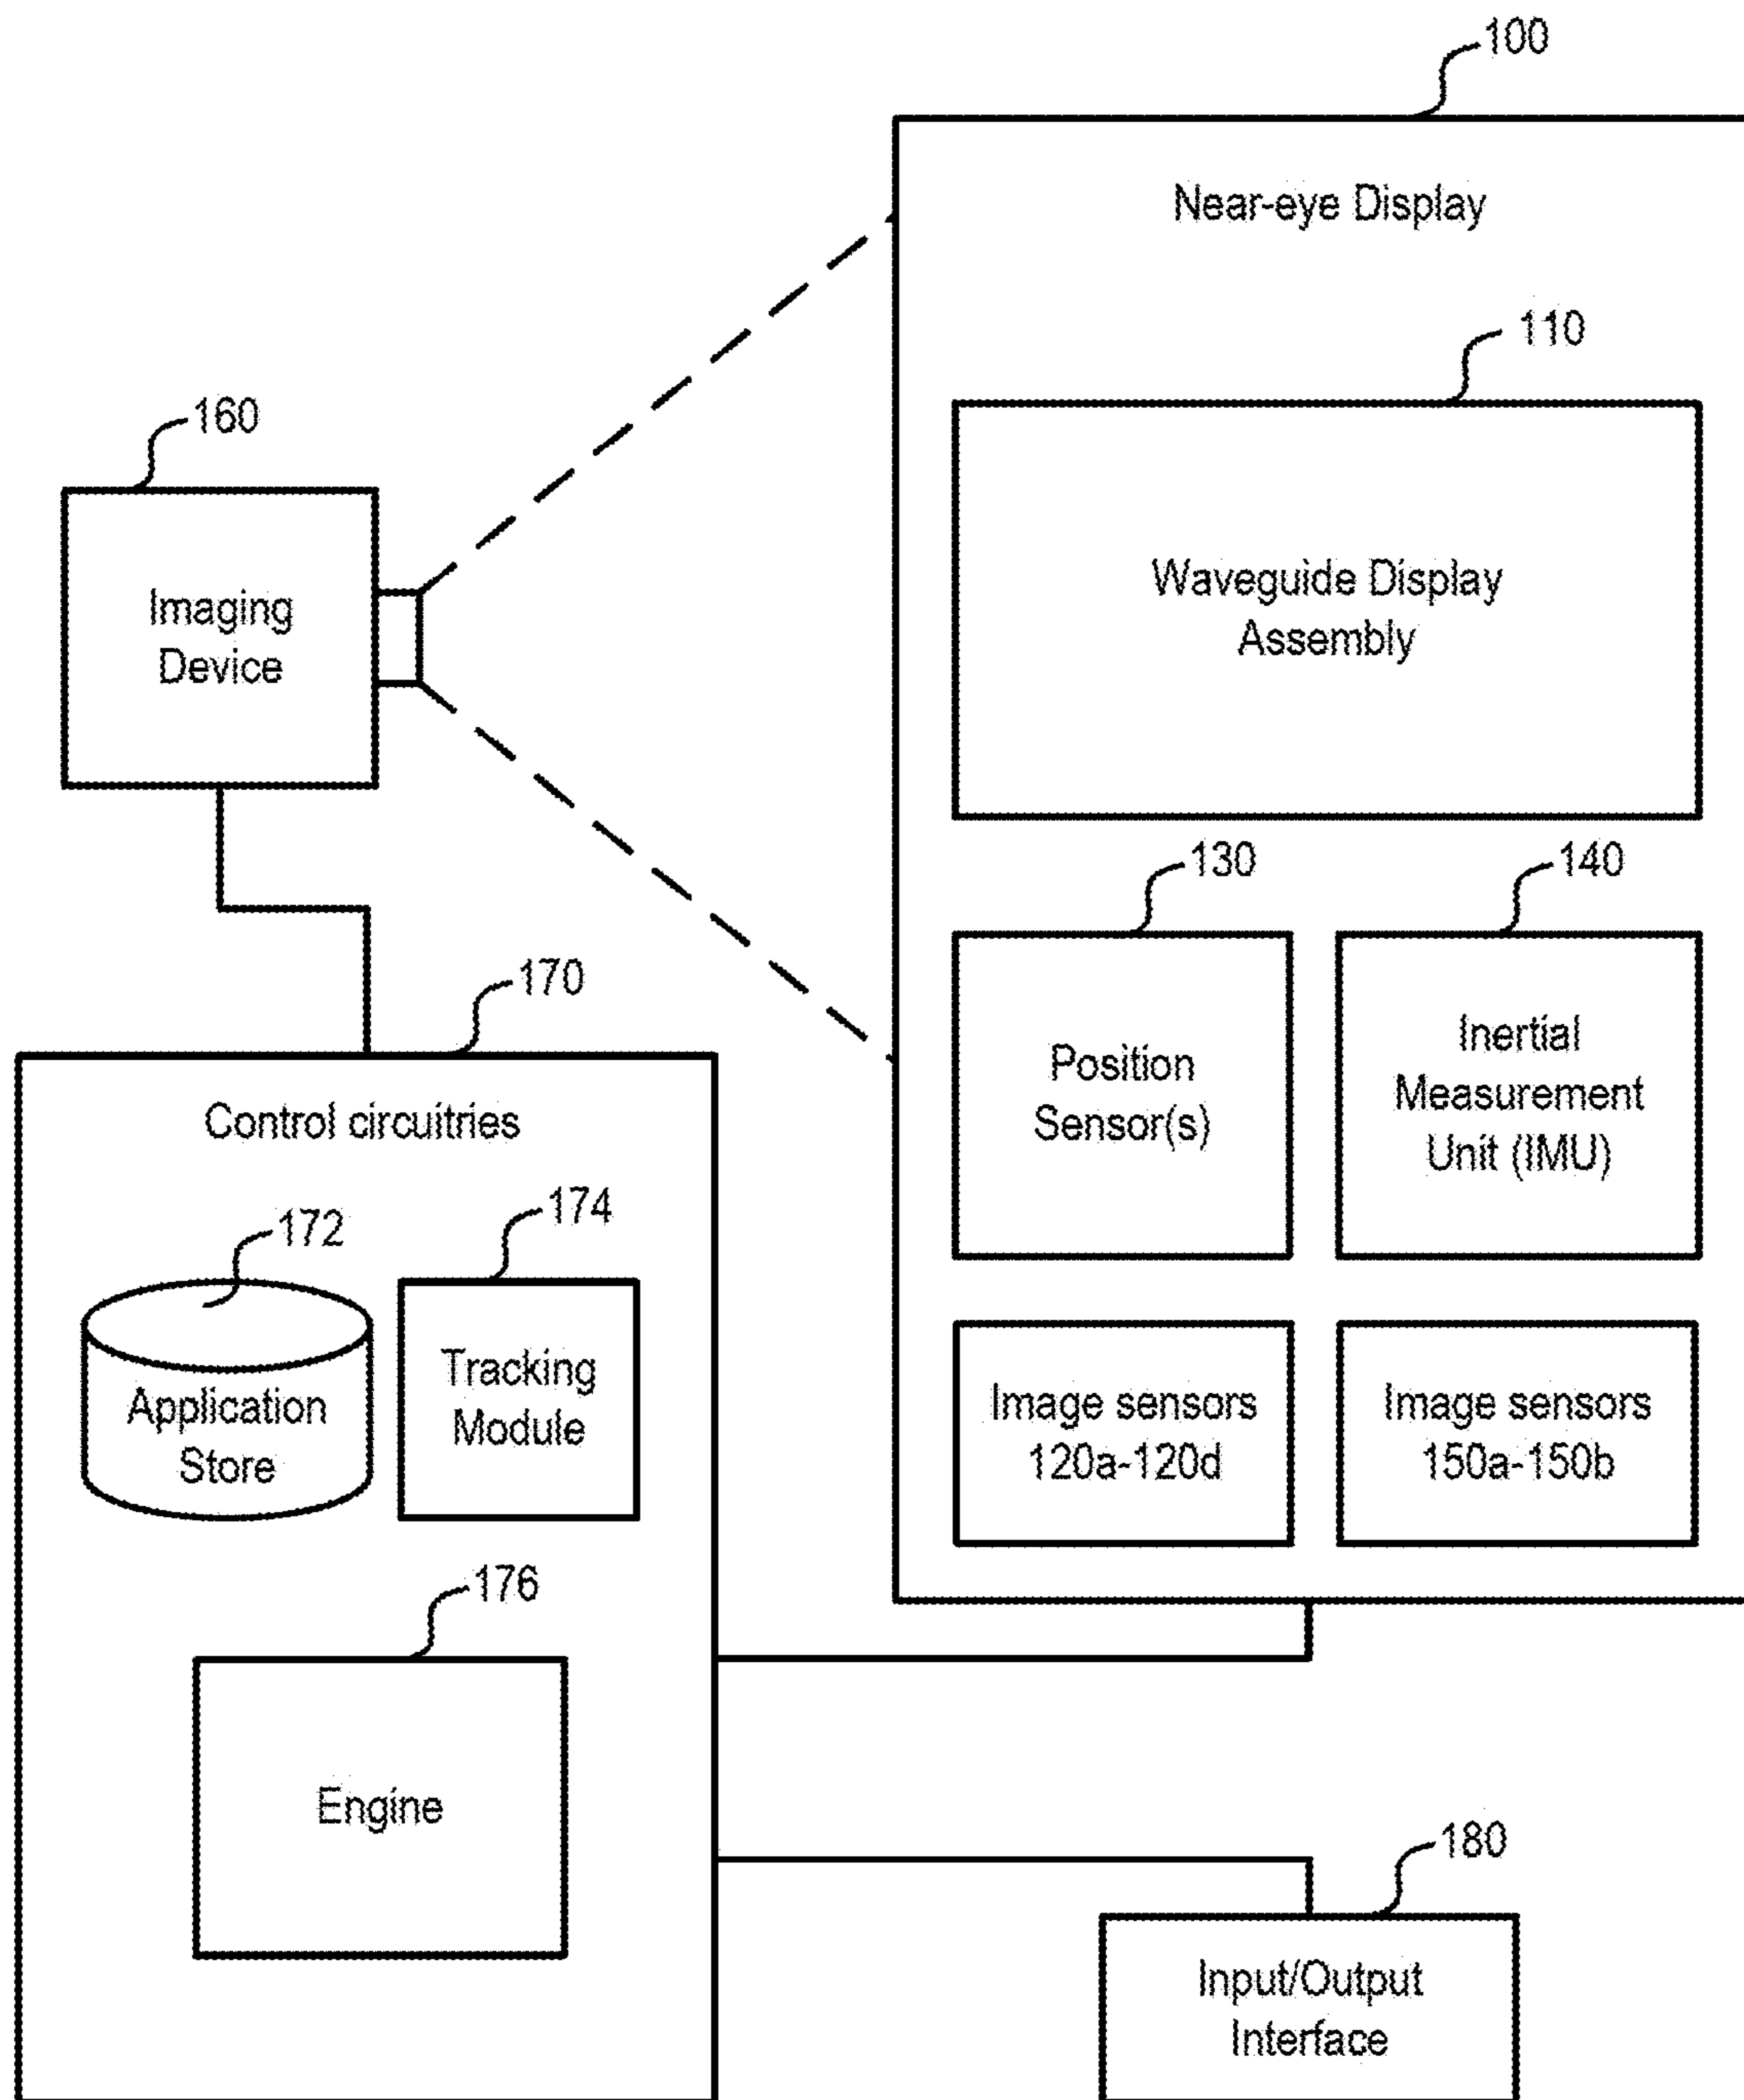 100
Near-eye Display
110
Waveguide Display
Assembly
160
Imaging
Device
130
140
Position
Sensor(s)
Inertial
Measurement
Unit (IMU)
Image sensors
120a-120d
Image sensors
150a-150b
170
Control circuitries
172
174
Application
Store
Tracking
Module
176
Engine
180
Input/Output
Interface